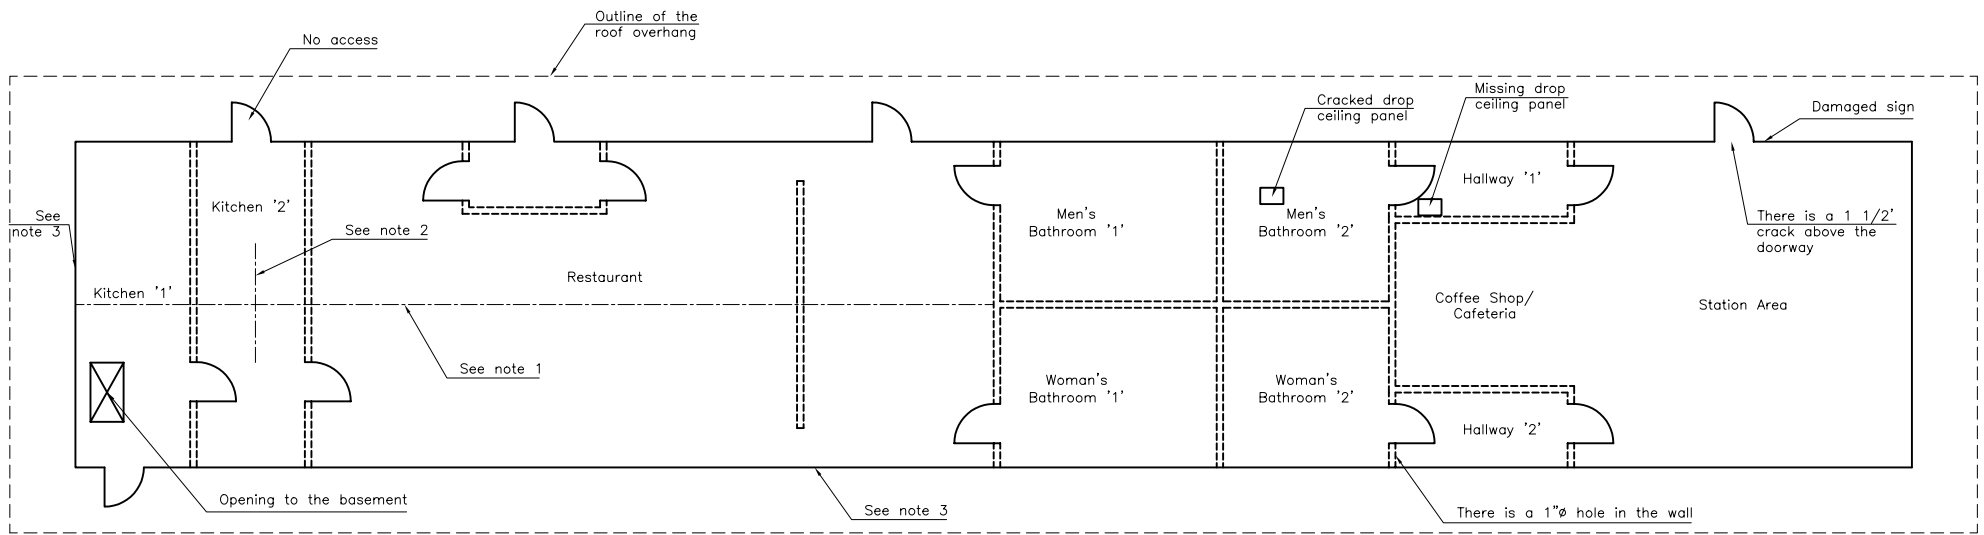 Outline of the
roof overhang
No access
Cracked drop
ceiling panel
Missing drop
ceiling panel
Damaged sign
See
note 3
Kitchen '2'
See note 2
Hallway '1'
Men's
Bathroom '1'
Men's
Bathroom '2'
There is a 1 1/2'
crack above the
doorway
Kitchen '1'
Restaurant
Coffee Shop/
Cafeteria
Station Area
See note 1
Woman's
Bathroom '1'
Woman's
Bathroom '2'
Hallway '2'
Opening to the basement
See note 3
There is a 1"ø hole in the wall